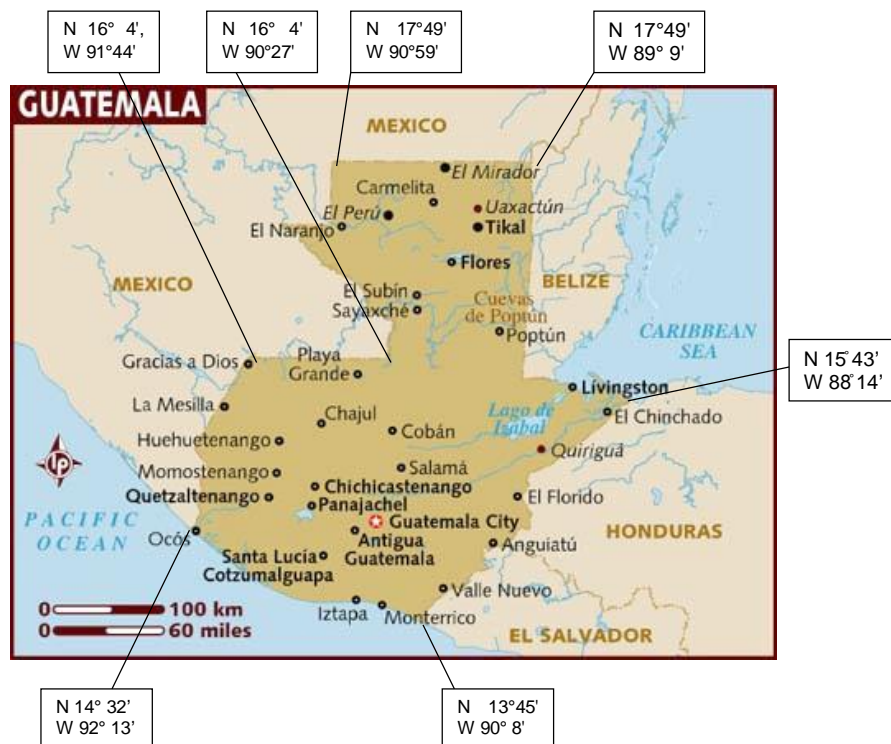 N 16° 4',
W 91°44'
N 16° 4'
W 90°27'
N 17°49'
W 90°59'
N 17°49'
W 89° 9'
GUATEMALA
MEXICO
El Mirador
Carmelita
El Perú
Uaxactún
El Naranjo
Tikal
Flores
MEXICO
BELIZE
El Subín
Sayaxché
Cuevas
de Poptún
Poptún
CARIBBEAN
SEA
Gracias a Dios
Playa
Grande
N 15°43'
W 88°14'
Lívingston
La Mesilla
Chajul
Lago de
Izabal
El Chinchado
Cobán
Huehuetenango
Quiriguá
LP
Momostenango
Salamá
Chichicastenango
Quetzaltenango
Panajachel
El Florido
PACIFIC
OCEAN
Ocós
Guatemala City
HONDURAS
Antigua
Guatemala
Anguiatú
Santa Lucía
Cotzumalguapa
Valle Nuevo
0 100 km
0 60 miles
Iztapa
Monterrico
EL SALVADOR
N 14° 32'
W 92° 13'
N 13°45'
W 90° 8'